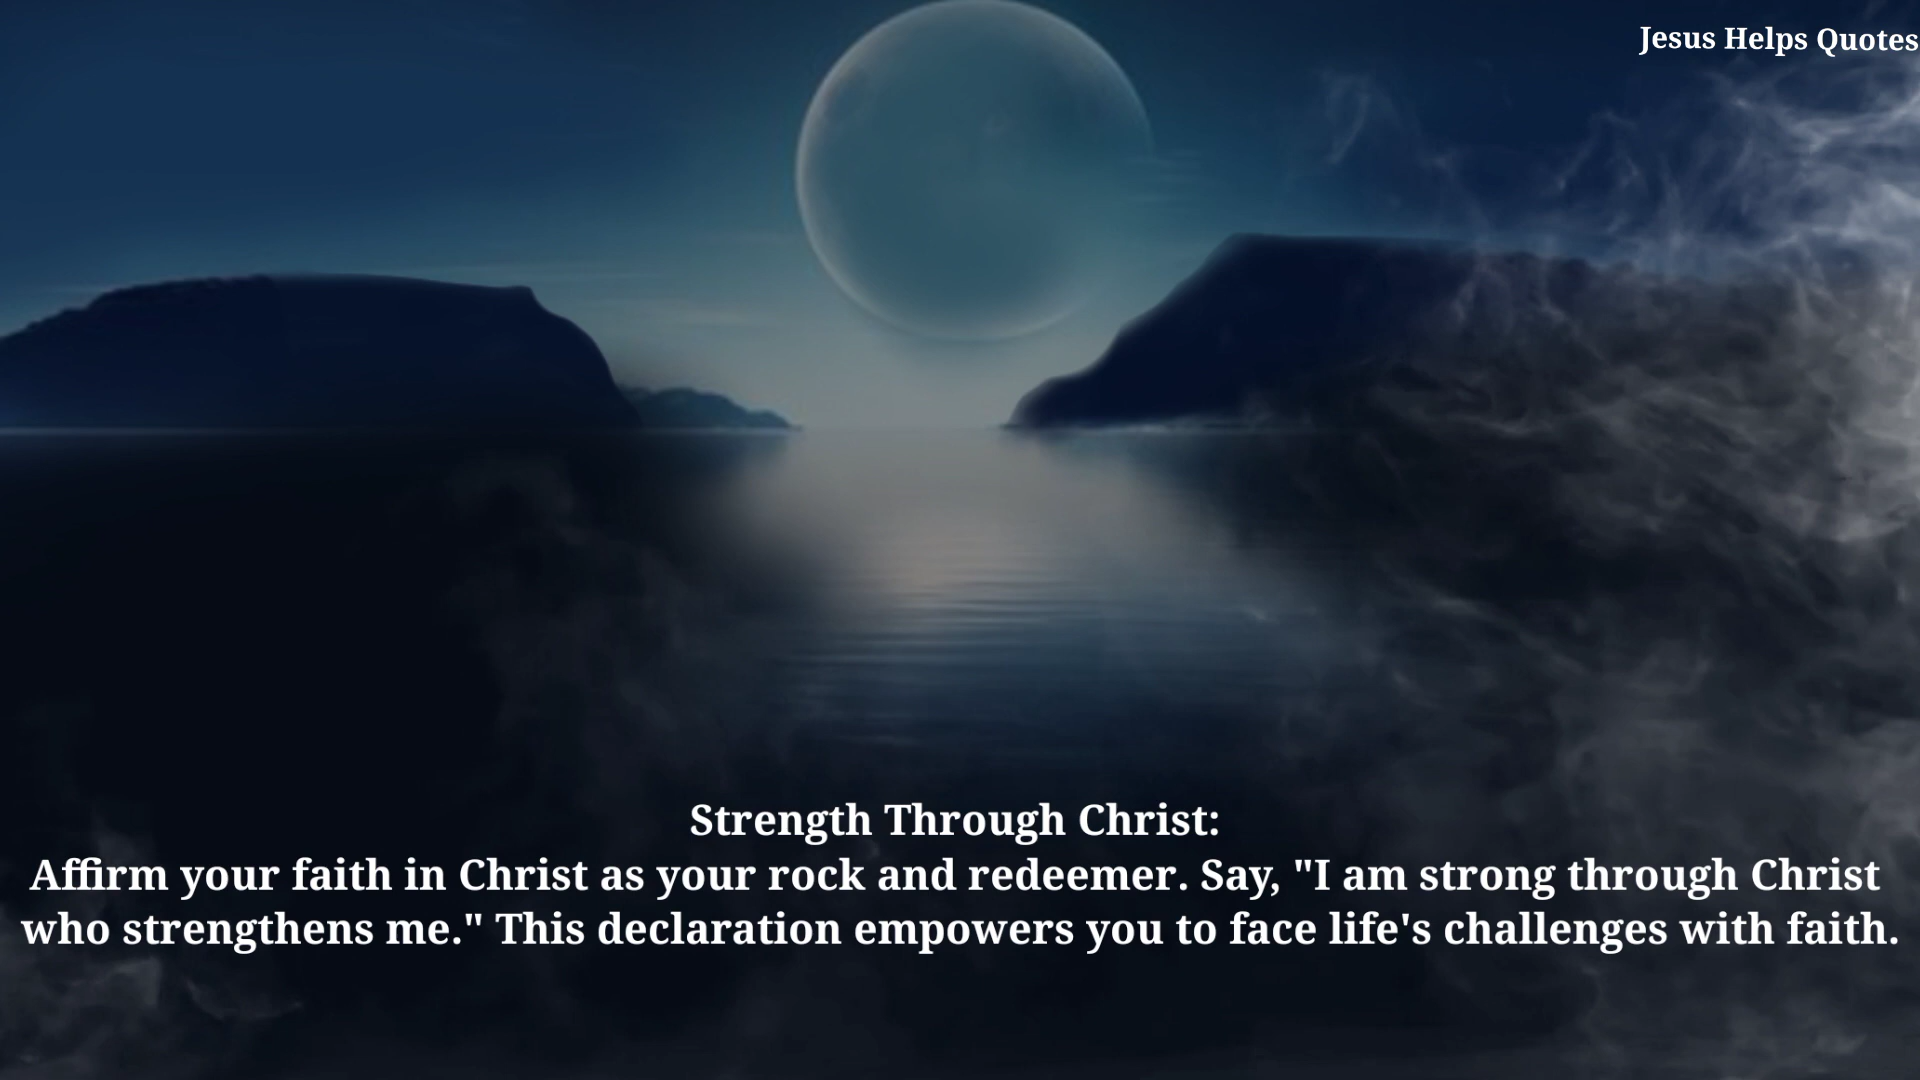 Jesus Helps Quotes
Strength Through Christ:
Affirm your faith in Christ as your rock and redeemer. Say, "I am strong through Christ
who strengthens me." This declaration empowers you to face life's challenges with faith.